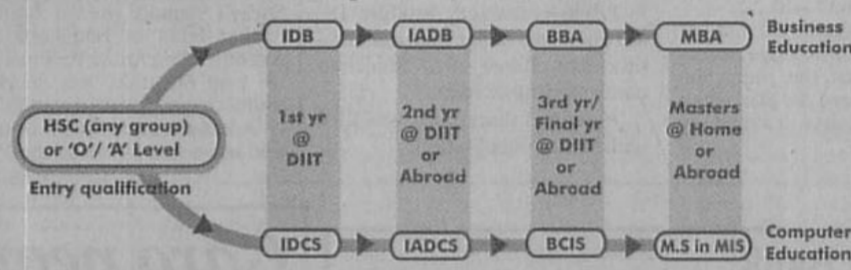 IDB
IADB
BBA
MBA
Business
Education
HSC (any group)
or 'O'/ 'A' Level
Entry qualification
1st yr
@
DIIT
2nd yr
@ DIIT
or
Abroad
3rd yr/
Final yr
@ DIIT
or
Abroad
Masters
@ Home
or
Abroad
IDCS
IADCS
BCIS
M.S in MIS
Computer
Education